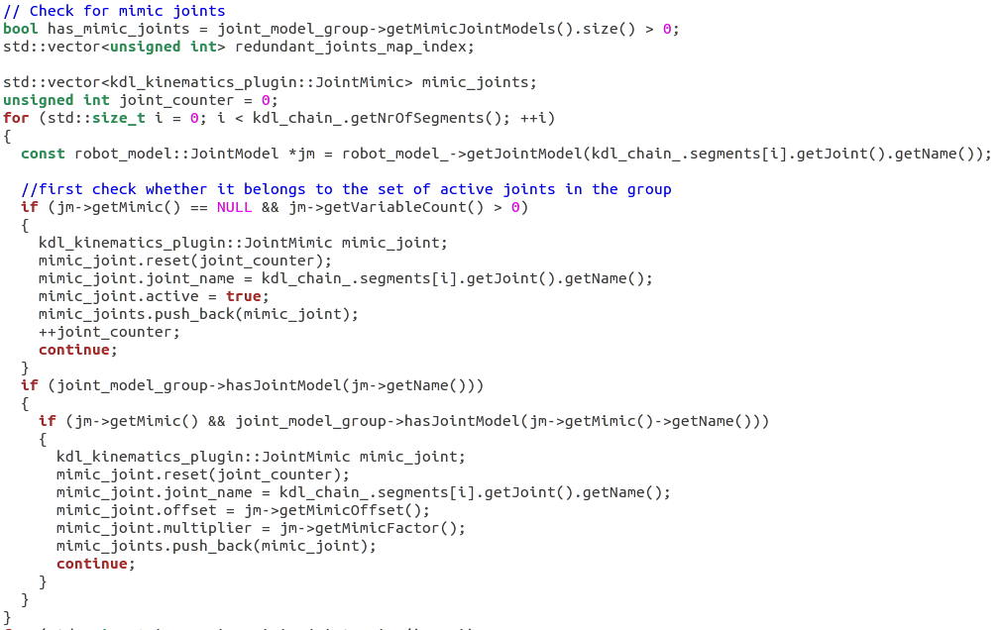 // Check for mimic joints
bool has_mimic_joints = joint_model_group->getMimicJointModels().size() > 0;
std::vector<unsigned int> redundant_joints_map_index;

std::vector<kdl_kinematics_plugin::JointMimic> mimic_joints;
unsigned int joint_counter = 0;
for (std::size_t i = 0; i < kdl_chain_.getNrOfSegments(); ++i)
{
  const robot_model::JointModel *jm = robot_model_->getJointModel(kdl_chain_.segments[i].getJoint().getName());

  //first check whether it belongs to the set of active joints in the group
  if (jm->getMimic() == NULL && jm->getVariableCount() > 0)
  {
    kdl_kinematics_plugin::JointMimic mimic_joint;
    mimic_joint.reset(joint_counter);
    mimic_joint.joint_name = kdl_chain_.segments[i].getJoint().getName();
    mimic_joint.active = true;
    mimic_joints.push_back(mimic_joint);
    ++joint_counter;
    continue;
  }
  if (joint_model_group->hasJointModel(jm->getName()))
  {
    if (jm->getMimic() && joint_model_group->hasJointModel(jm->getMimic()->getName()))
    {
      kdl_kinematics_plugin::JointMimic mimic_joint;
      mimic_joint.reset(joint_counter);
      mimic_joint.joint_name = kdl_chain_.segments[i].getJoint().getName();
      mimic_joint.offset = jm->getMimicOffset();
      mimic_joint.multiplier = jm->getMimicFactor();
      mimic_joints.push_back(mimic_joint);
      continue;
    }
  }
}